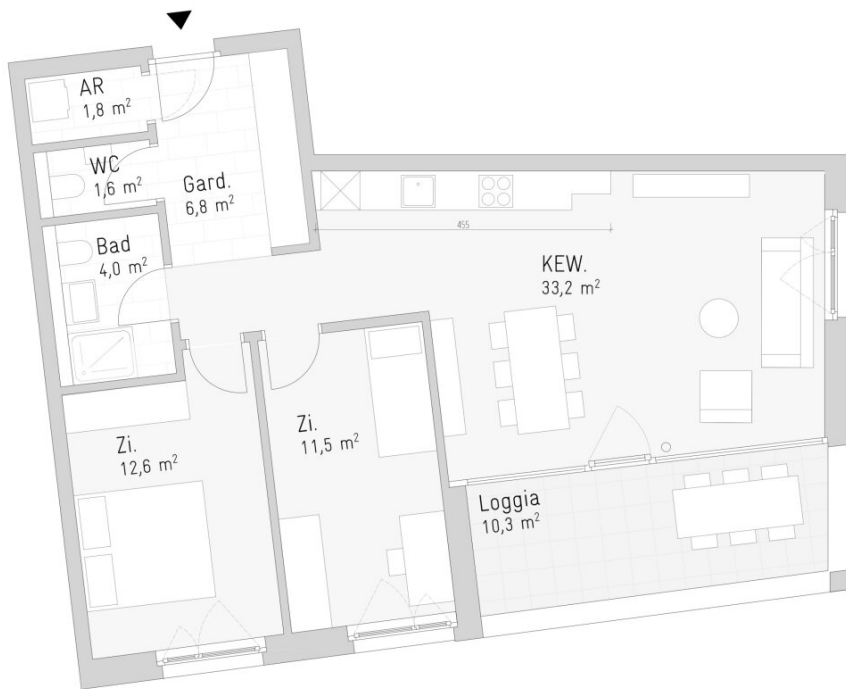 AR
1,8 m²
WC
1,6 m²
Gard.
6,8 m²
Bad
4,0 m²
455
KEW.
33,2 m²
Zi.
12,6 m²
Zi.
11,5 m²
Loggia
10,3 m²